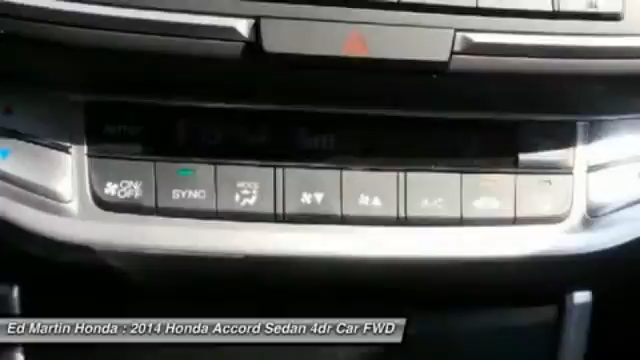 ON/
OFF
SYNC
MODE
A/C
Ed Martin Honda : 2014 Honda Accord Sedan 4dr Car FWD